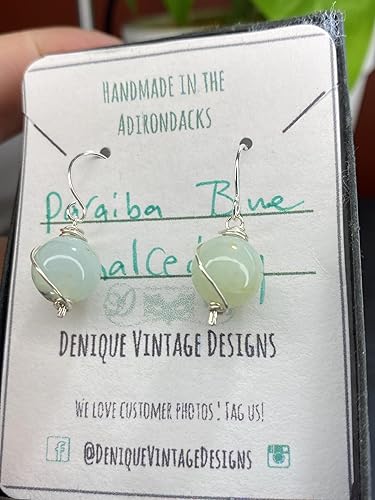 HANDMADE IN THE
ADIRONDACKS
Paraiba Blue
DENIQUE VINTAGE DESIGNS
WE LOVE CUSTOMER PHOTOS! TAG US!
f @DENIQUEVINTAGEDESIGNS